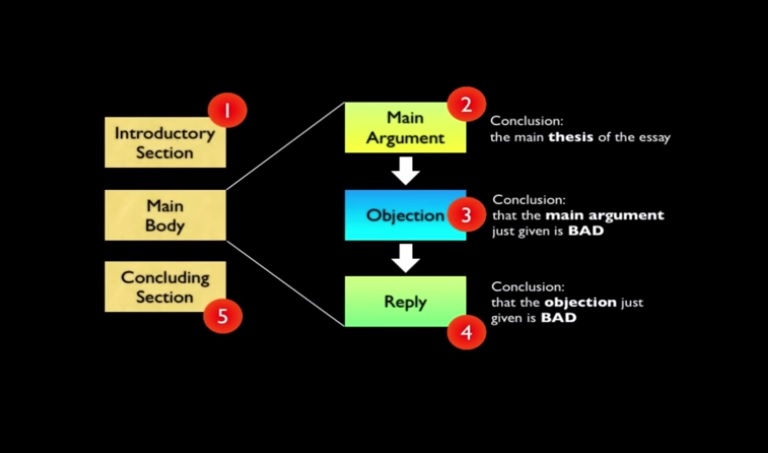 1
Introductory
Section
Main
Body
Concluding
Section
5
2
Main
Argument
Conclusion:
the main thesis of the essay
Objection
3
Conclusion:
that the main argument
just given is BAD
Reply
4
Conclusion:
that the objection just
given is BAD